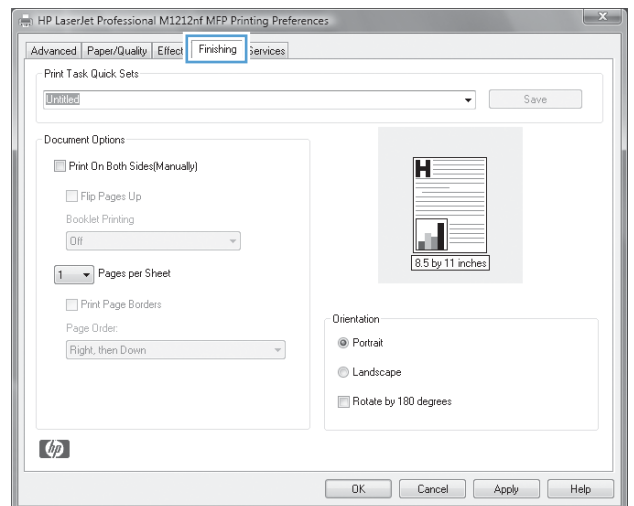 HP LaserJet Professional M1212nf MFP Printing Preferences
Advanced Paper/Quality Effect Finishing Services
Print Task Quick Sets
Untitled Save
Document Options
Print On Both Sides(Manually)
Flip Pages Up
Booklet Printing
Off
1 Pages per Sheet
Print Page Borders
Page Order:
Right, then Down
H
8.5 by 11 inches
Orientation
Portrait
Landscape
Rotate by 180 degrees
hp
OK Cancel Apply Help